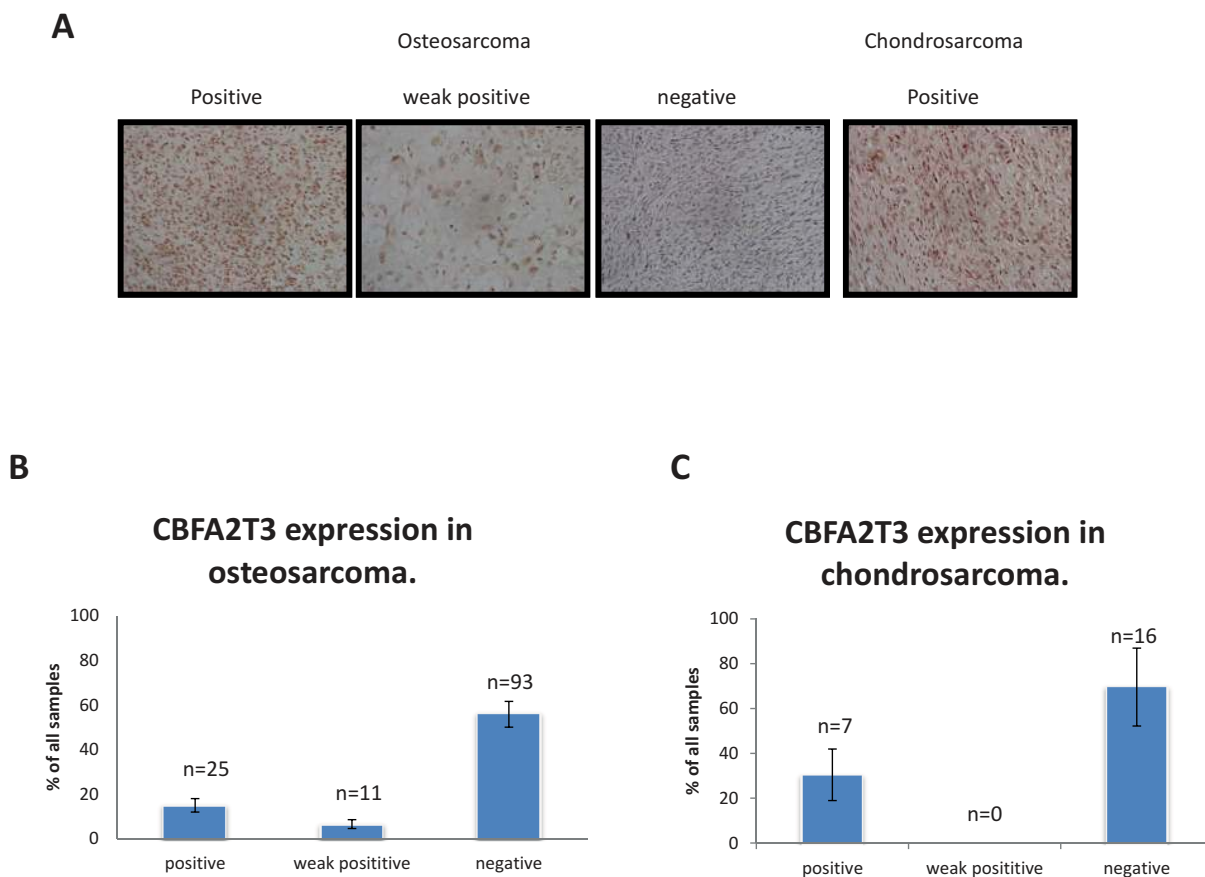 A
Osteosarcoma
Chondrosarcoma
Positive
weak positive
negative
Positive
B
CBFA2T3 expression in
osteosarcoma.
% of all samples
100
80
60
40
20
0
n=25
n=11
n=93
positive
weak posititive
negative
C
CBFA2T3 expression in
chondrosarcoma.
% of all samples
100
80
60
40
20
0
n=7
n=0
n=16
positive
weak posititive
negative